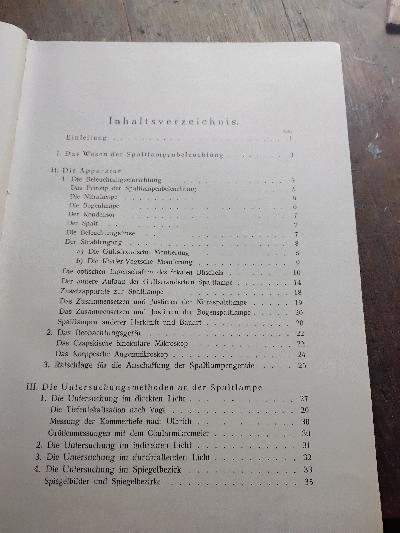 Inhaltsverzeichnis.
Seite
Einleitung . . . . . . . . . . . . 1
I. Das Wesen der Spaltlampenbeleuchtung . . . . . . 3
II. Die Apparatur
1. Die Beleuchtungseinrichtung . . . . . . . . . 5
Das Prinzip der Spaltlampenbeleuchtung . . . . . . 5
Die Nitralampe . . . . . . . . . . . . 6
Die Bogenlampe . . . . . . . . . . . . 6
Der Kondensor . . . . . . . . . . . . 7
Der Spalt . . . . . . . . . . . . 7
Die Beleuchtungslinse . . . . . . . . . . . . 7
Der Strahlengang . . . . . . . . . . . . 8
a) Die Gullstrandsche Montierung . . . . . . 8
b) Die Koeller-Vogtsche Montierung . . . . . . 9
Die optischen Eigenschaften des fokalen Büschels . . . . 10
Der äußere Aufbau der Gullstrandschen Spaltlampe . . . . 14
Zusatzapparate zur Spaltlampe . . . . . . . . 18
Das Zusammensetzen und Justieren der Nitraspaltlampe . . . 19
Das Zusammensetzen und Justieren der Bogenspaltlampe . . . 20
Spaltlampen anderer Herkunft und Bauart . . . . . . 20
2. Das Beobachtungsgerät . . . . . . . . . . 22
Das Czapskische binokulare Mikroskop . . . . . . 23
Das Koeppesche Augenmikroskop . . . . . . . . 24
3. Ratschläge für die Anschaffung der Spaltlampengeräte . . . 25
III. Die Untersuchungsmethoden an der Spaltlampe
1. Die Untersuchung im direkten Licht . . . . . . . 27
Die Tiefenlokalisation nach Vogt . . . . . . . . 29
Messung der Kammertiefe nach Ulbrich . . . . . . 30
Größenmessungen mit dem Okularmikrometer . . . . . 30
2. Die Untersuchung im indirekten Licht . . . . . . 31
3. Die Untersuchung im durchfallenden Licht . . . . . 32
4. Die Untersuchung im Spiegelbezirk . . . . . . . 33
Spiegelbilder und Spiegelbezirke . . . . . . . . 35